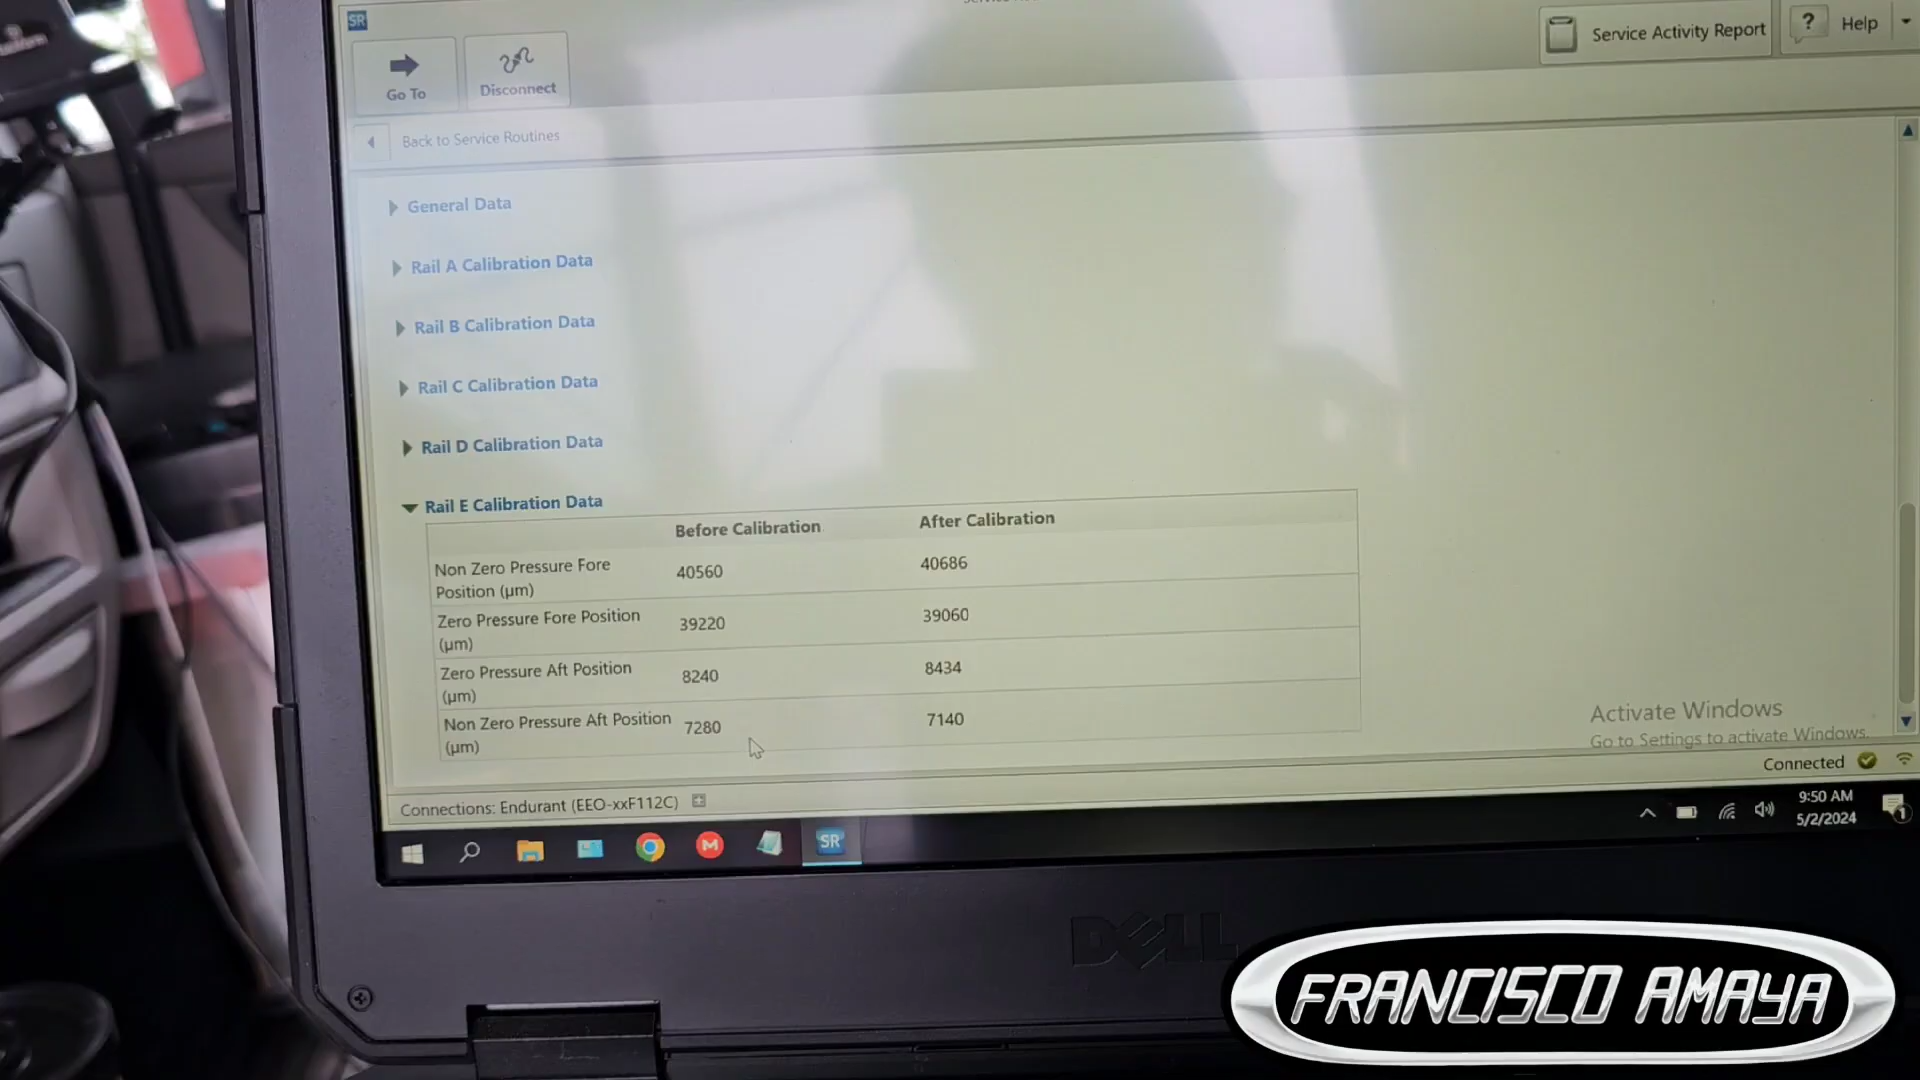 SR
Service Activity Report
? Help
Go To
Disconnect
Back to Service Routines
General Data
Rail A Calibration Data
Rail B Calibration Data
Rail C Calibration Data
Rail D Calibration Data
Rail E Calibration Data
Before Calibration After Calibration
Non Zero Pressure Fore
Position (µm) 40560 40686
Zero Pressure Fore Position
(µm) 39220 39060
Zero Pressure Aft Position
(µm) 8240 8434
Non Zero Pressure Aft Position
(µm) 7280 7140
Activate Windows
Go to Settings to activate Windows.
Connected
Connections: Endurant (EEO-xxF112C)
M
SR
9:50 AM
5/2/2024
1
DELL
FRANCISCO AMAYA